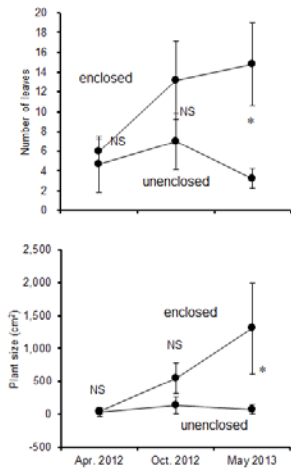 Number of leaves
20
18
16
14
12
10
8
6
4
2
0
enclosed
NS
NS
*
unenclosed
Plant size (cm²)
2,500
2,000
1,500
1,000
500
0
-500
enclosed
NS
NS
*
unenclosed
Apr. 2012 Oct. 2012 May 2013